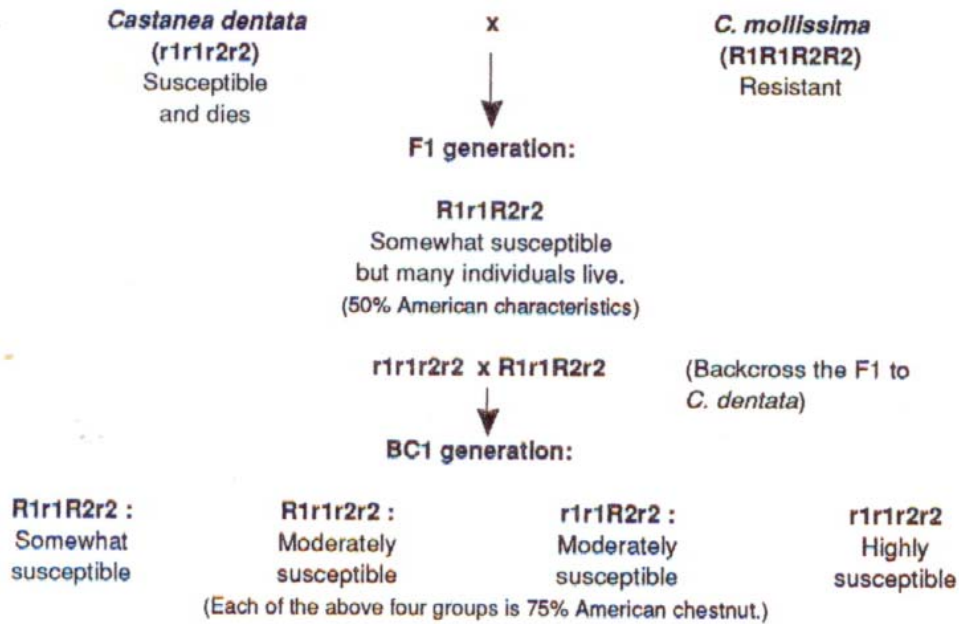 Castanea dentata x C. mollissima
(r1r1r2r2) (R1R1R2R2)
Susceptible Resistant
and dies
F1 generation:
R1r1R2r2
Somewhat susceptible
but many individuals live.
(50% American characteristics)
r1r1r2r2 x R1r1R2r2 (Backcross the F1 to
C. dentata)
BC1 generation:
R1r1R2r2 : R1r1r2r2 : r1r1R2r2 : r1r1r2r2
Somewhat Moderately Moderately Highly
susceptible susceptible susceptible susceptible
(Each of the above four groups is 75% American chestnut.)